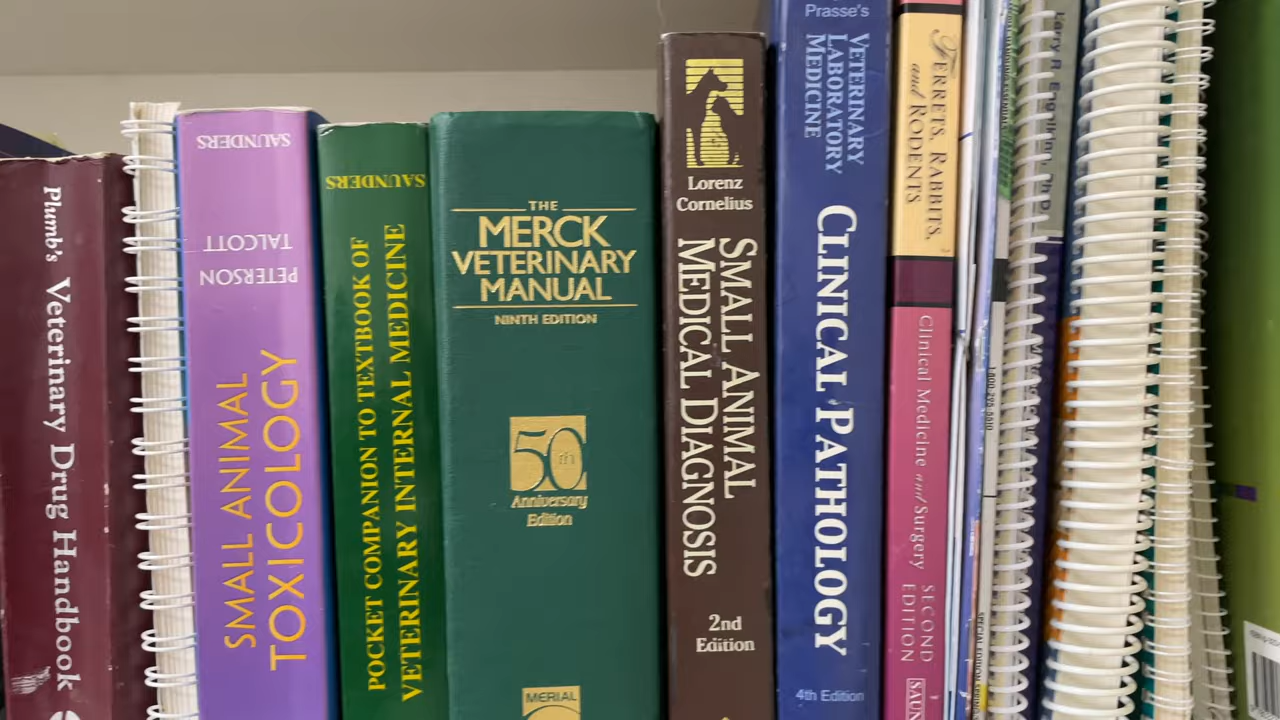 Plumb's Veterinary Drug Handbook
SAUNDERS
TALCOTT
PETERSON
SMALL ANIMAL
TOXICOLOGY
SAUNDERS
POCKET COMPANION TO TEXTBOOK OF
VETERINARY INTERNAL MEDICINE
THE
MERCK
VETERINARY
MANUAL
NINTH EDITION
50th
Anniversary
Edition
MERIAL
Lorenz
Cornelius
SMALL ANIMAL
MEDICAL DIAGNOSIS
2nd
Edition
Prasse's
VETERINARY
LABORATORY
MEDICINE
CLINICAL PATHOLOGY
4th Edition
FERRETS, RABBITS,
and RODENTS
Clinical Medicine and Surgery
SECOND
EDITION